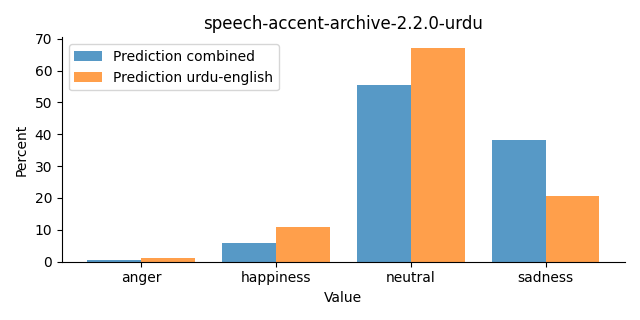 speech-accent-archive-2.2.0-urdu
Prediction combined
Prediction urdu-english
Percent
70
60
50
40
30
20
10
0
anger happiness neutral sadness
Value